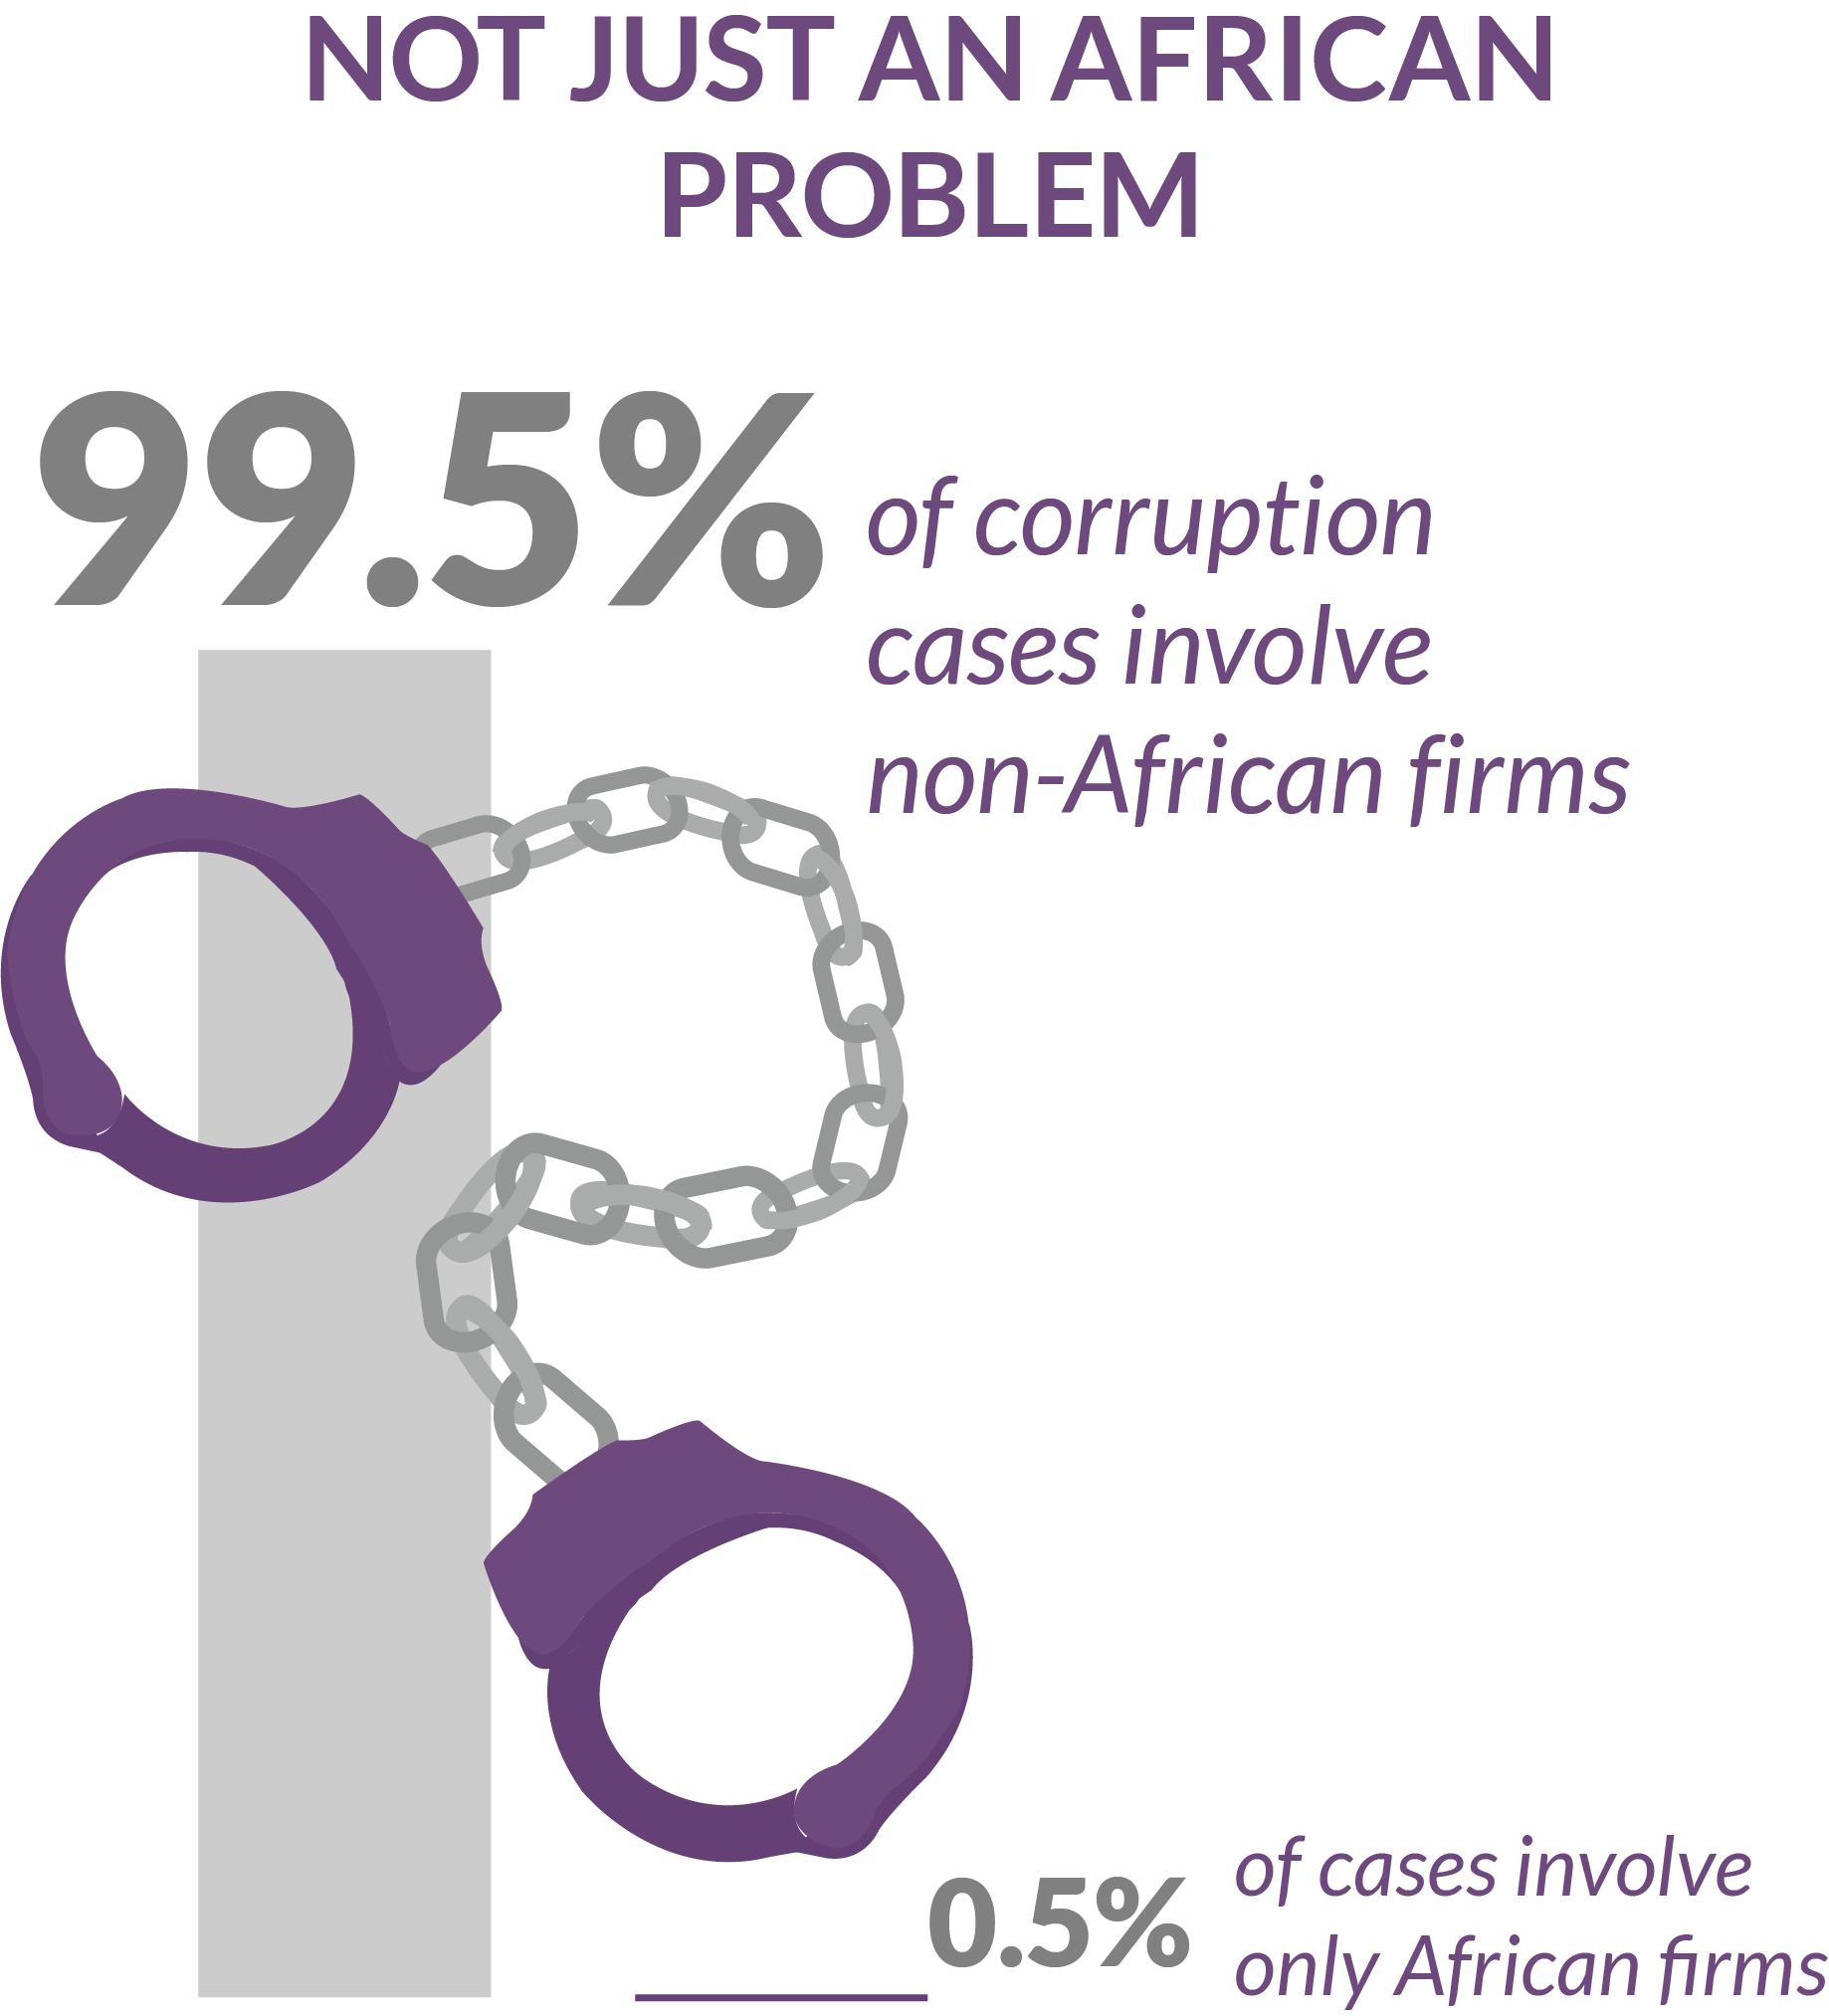 NOT JUST AN AFRICAN
PROBLEM
99.5% of corruption
cases involve
non-African firms
0.5% of cases involve
only African firms